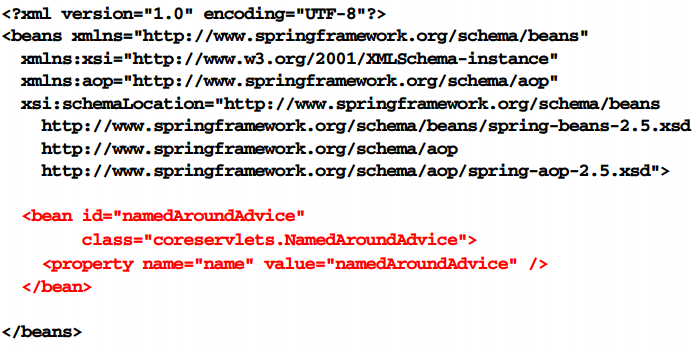 <?xml version="1.0" encoding="UTF-8"?>
<beans xmlns="http://www.springframework.org/schema/beans"
  xmlns:xsi="http://www.w3.org/2001/XMLSchema-instance"
  xmlns:aop="http://www.springframework.org/schema/aop"
  xsi:schemaLocation="http://www.springframework.org/schema/beans
    http://www.springframework.org/schema/beans/spring-beans-2.5.xsd
    http://www.springframework.org/schema/aop
    http://www.springframework.org/schema/aop/spring-aop-2.5.xsd">
  <bean id="namedAroundAdvice"
        class="coreservlets.NamedAroundAdvice">
    <property name="name" value="namedAroundAdvice" />
  </bean>
</beans>